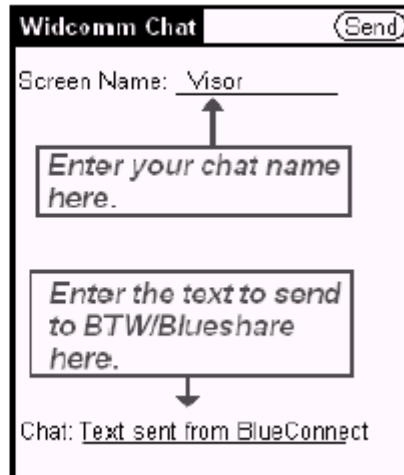 Widcomm Chat Send
Screen Name: Visor
Enter your chat name
here.
Enter the text to send
to BTW/Blueshare
here.
Chat: Text sent from BlueConnect